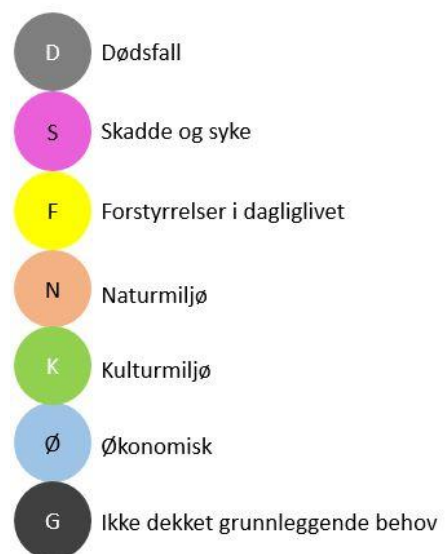 D Dødsfall
S Skadde og syke
F Forstyrrelser i dagliglivet
N Naturmiljø
K Kulturmiljø
Ø Økonomisk
G Ikke dekket grunnleggende behov